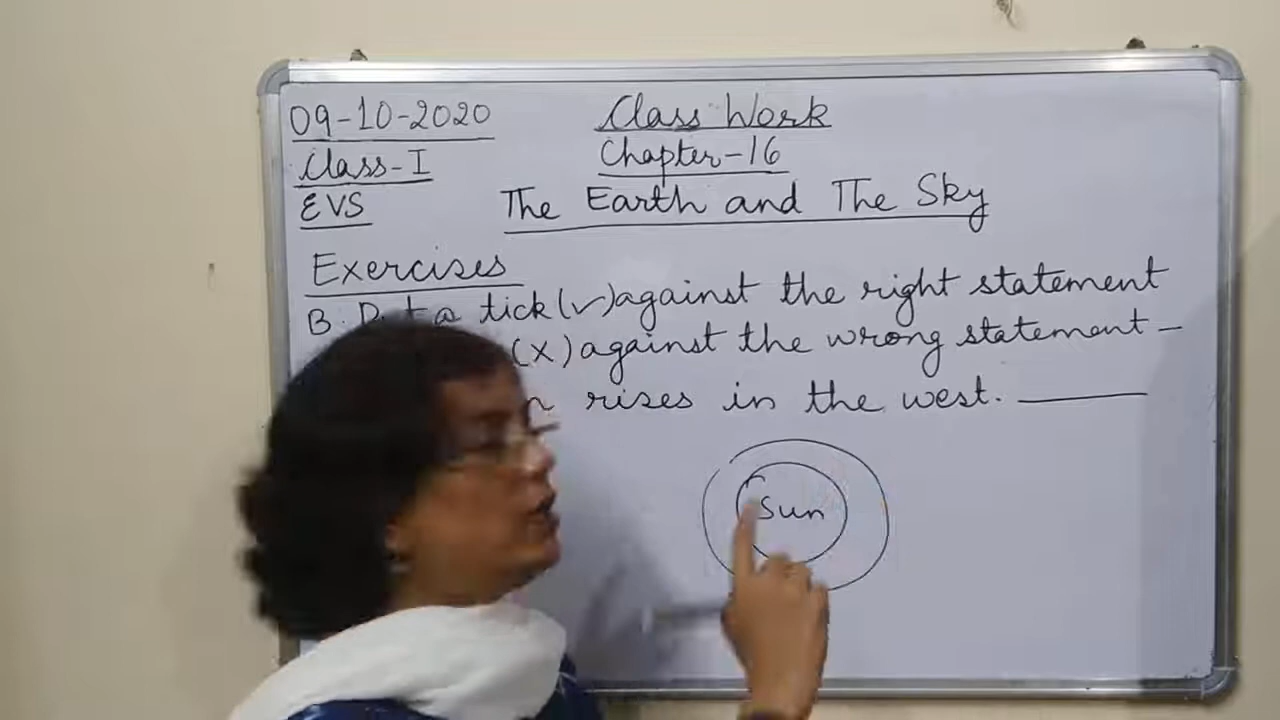 09-10-2020
Class Work
Class-I
Chapter-16
EVS
The Earth and The Sky
Exercises
B. Put a tick (✓) against the right statement
(X) against the wrong statement -
rises in the west. ______
Sun